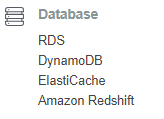 Database
RDS
DynamoDB
ElastiCache
Amazon Redshift